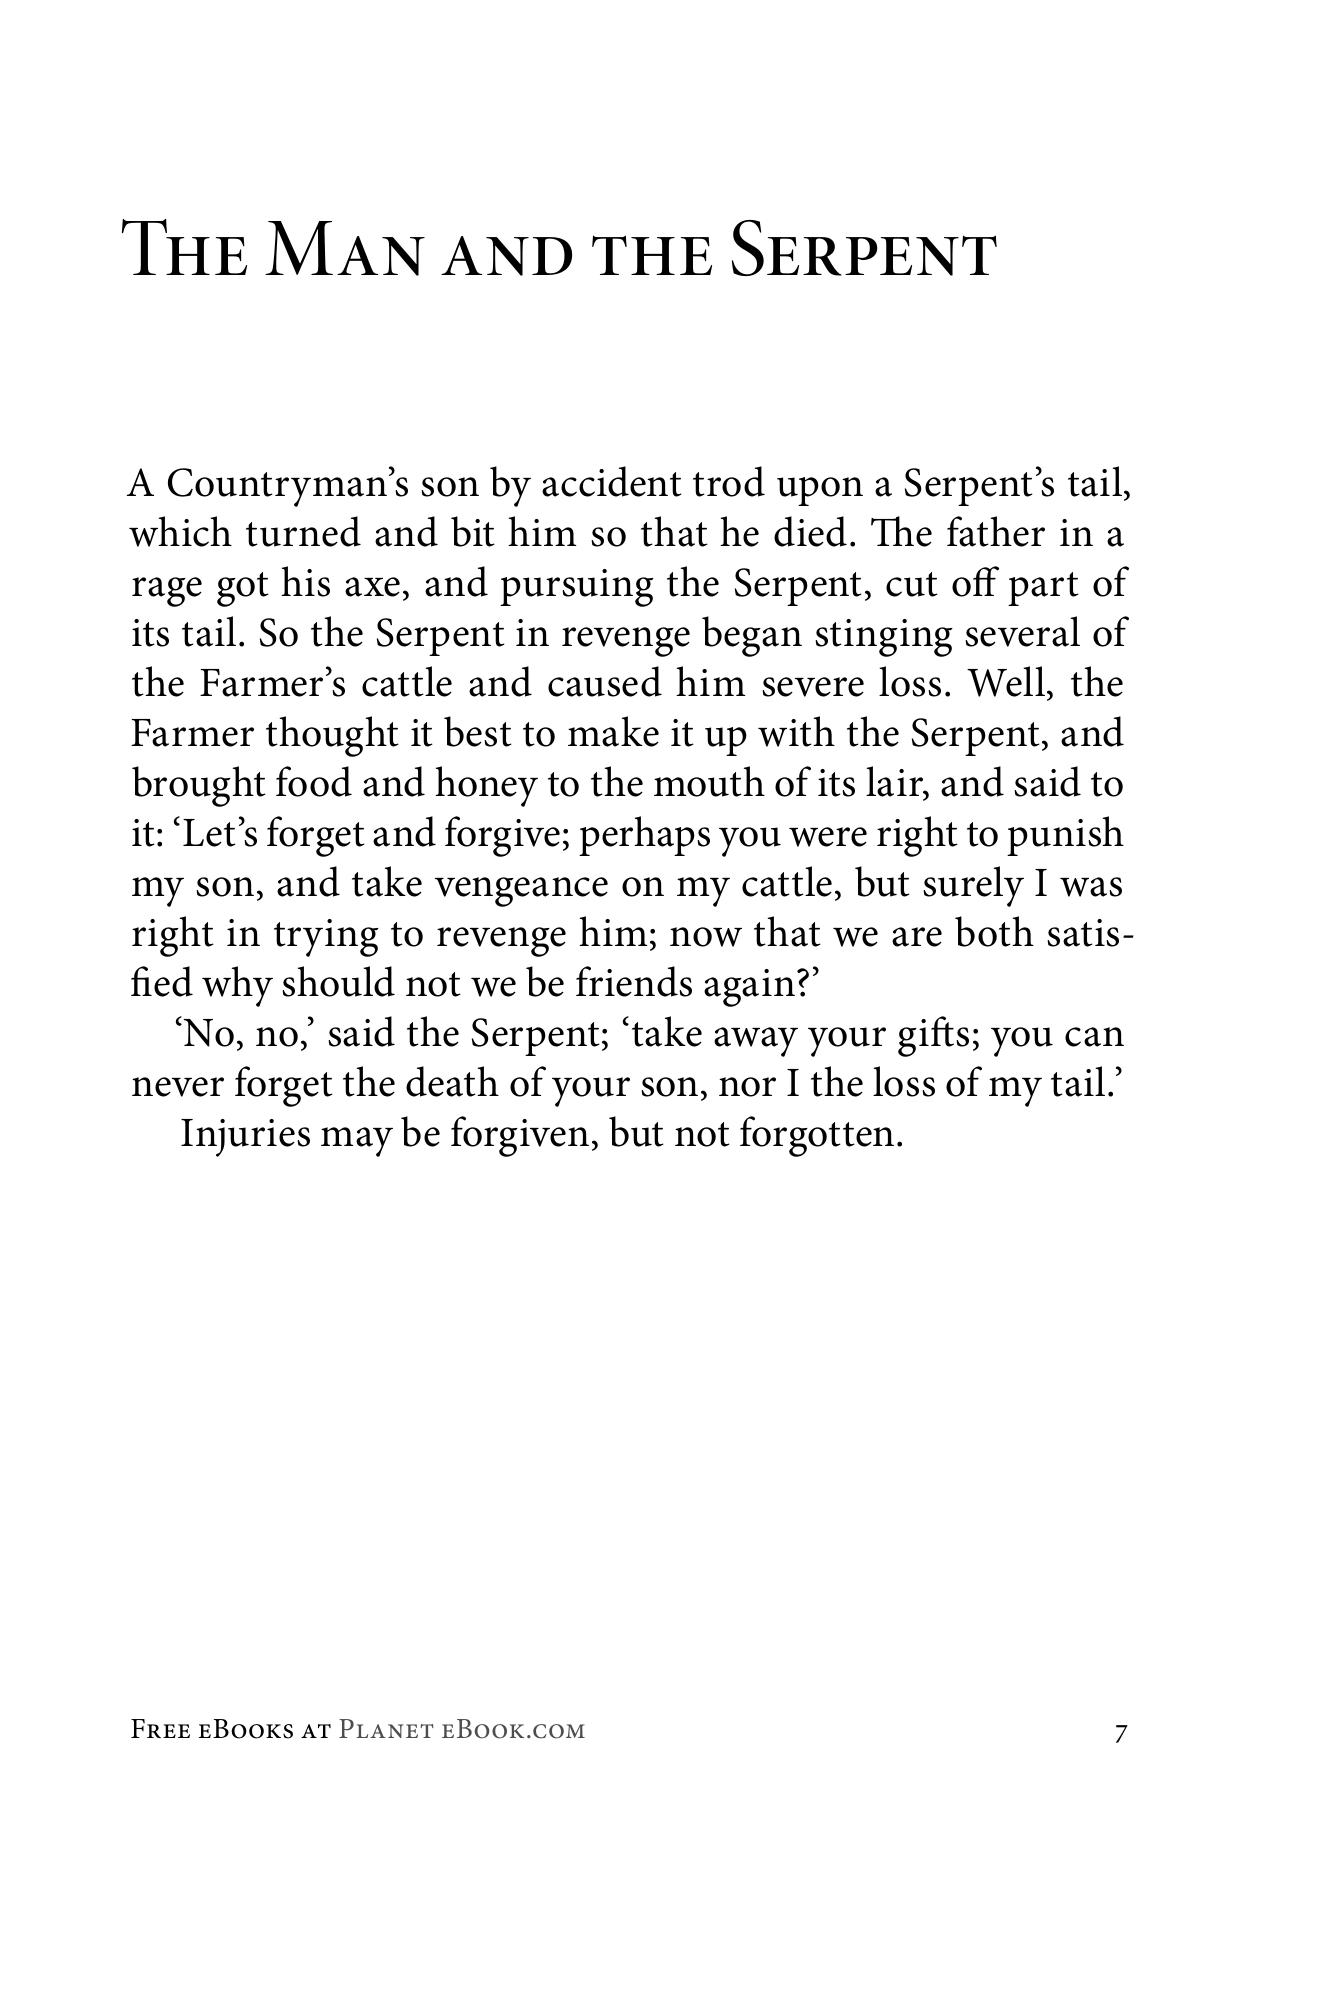 The Man and the Serpent
A Countryman’s son by accident trod upon a Serpent’s tail,
which turned and bit him so that he died. The father in a
rage got his axe, and pursuing the Serpent, cut off part of
its tail. So the Serpent in revenge began stinging several of
the Farmer’s cattle and caused him severe loss. Well, the
Farmer thought it best to make it up with the Serpent, and
brought food and honey to the mouth of its lair, and said to
it: ‘Let’s forget and forgive; perhaps you were right to punish
my son, and take vengeance on my cattle, but surely I was
right in trying to revenge him; now that we are both satis-
fied why should not we be friends again?’
‘No, no,’ said the Serpent; ‘take away your gifts; you can
never forget the death of your son, nor I the loss of my tail.’
Injuries may be forgiven, but not forgotten.
Free eBooks at Planet eBook.com 7